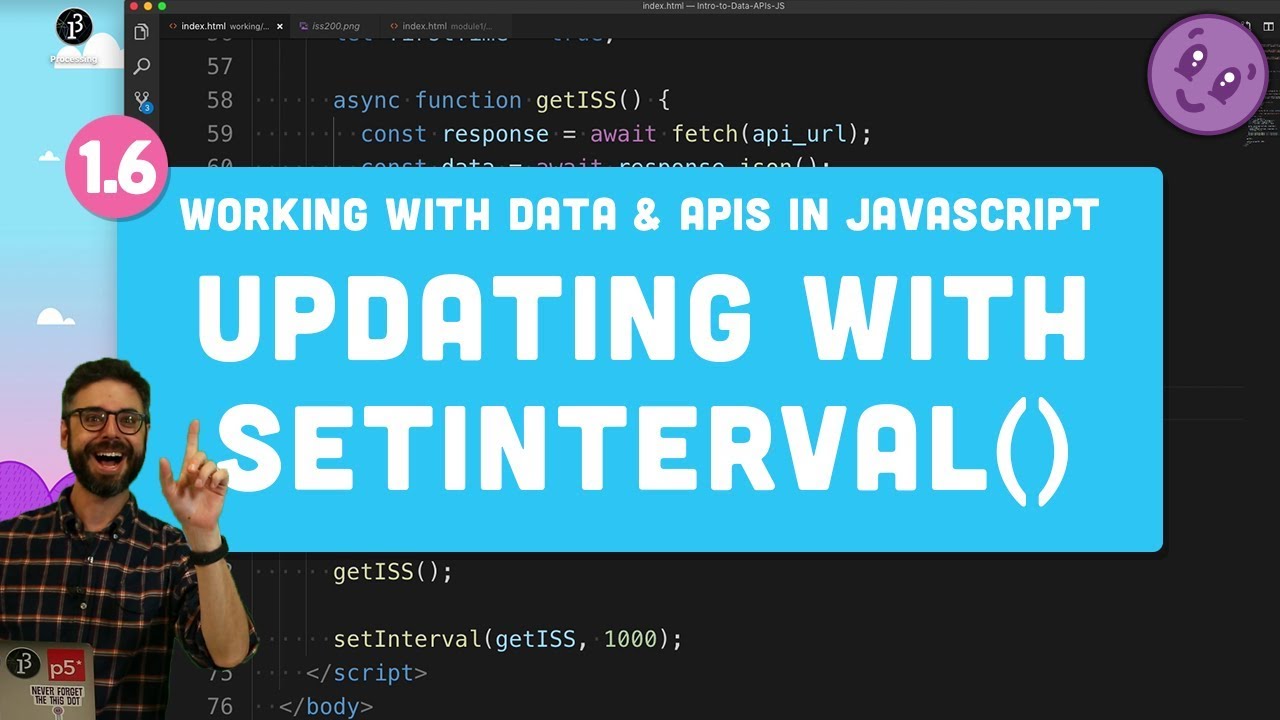 index.html — Intro-to-Data-APIs-JS
index.html working/...
iss200.png
index.html module1/...
Processing
57
58 async function getISS() {
59 const response = await fetch(api_url);
60 const data = await response.json();
3
1.6
WORKING WITH DATA & APIS IN JAVASCRIPT
UPDATING WITH
SETINTERVAL()
getISS();
setInterval(getISS, 1000);
75 </script>
76 </body>
p5*
NEVER FORGET
THE THIS DOT